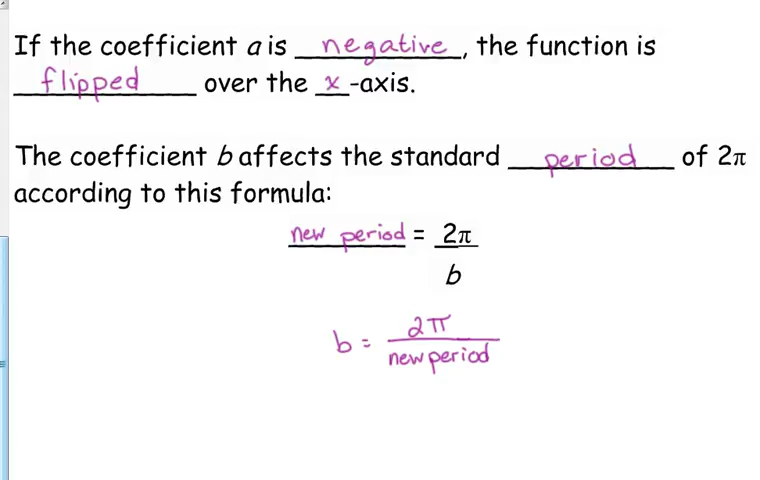 If the coefficient a is negative, the function is
flipped over the x-axis.
The coefficient b affects the standard period of 2π
according to this formula:
new period = 2π
b
b = 2π
new period